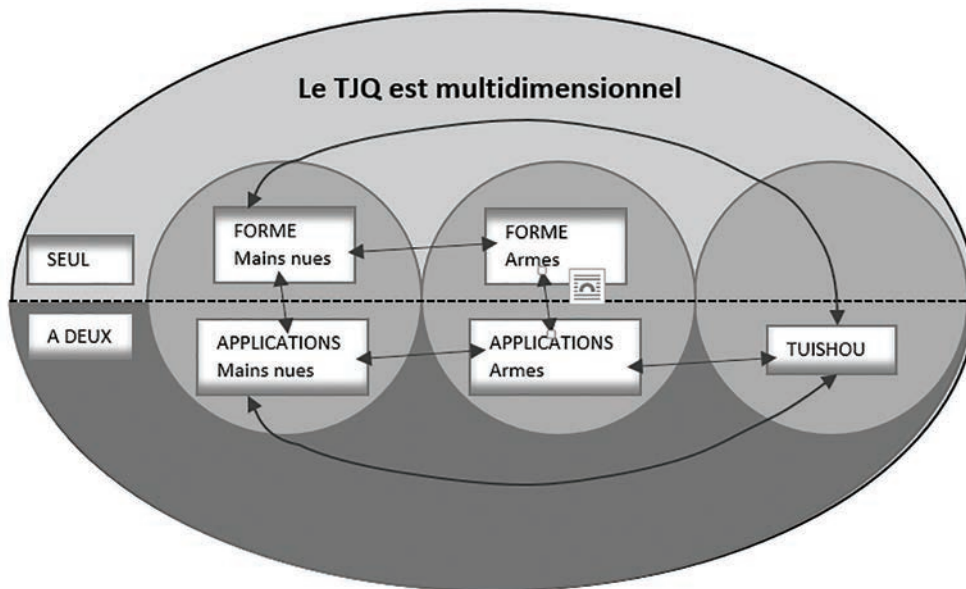 Le TJQ est multidimensionnel
SEUL
FORME
Mains nues
FORME
Armes
A DEUX
APPLICATIONS
Mains nues
APPLICATIONS
Armes
TUISHOU